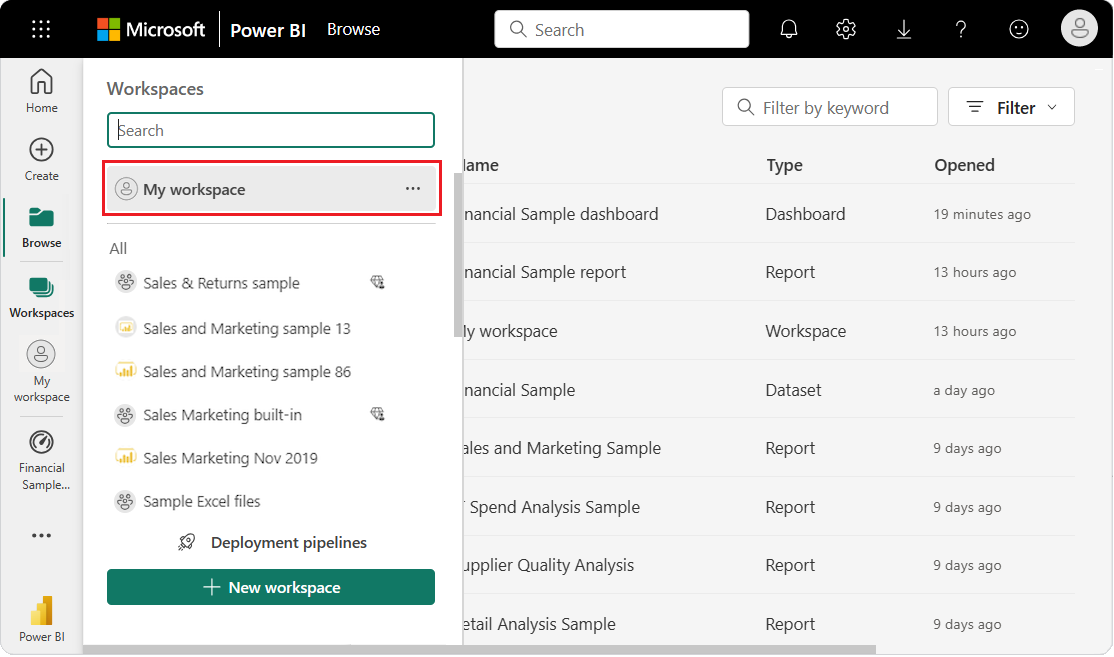 Microsoft Power BI Browse Search
Home
Create
Browse
Workspaces
My
workspace
Financial
Sample...
Power BI
Workspaces
Search
My workspace
All
Sales & Returns sample
Sales and Marketing sample 13
Sales and Marketing sample 86
Sales Marketing built-in
Sales Marketing Nov 2019
Sample Excel files
Deployment pipelines
New workspace
Filter by keyword Filter
ame Type Opened
nancial Sample dashboard Dashboard 19 minutes ago
nancial Sample report Report 13 hours ago
y workspace Workspace 13 hours ago
nancial Sample Dataset a day ago
ales and Marketing Sample Report 9 days ago
Spend Analysis Sample Report 9 days ago
upplier Quality Analysis Report 9 days ago
etail Analysis Sample Report 9 days ago